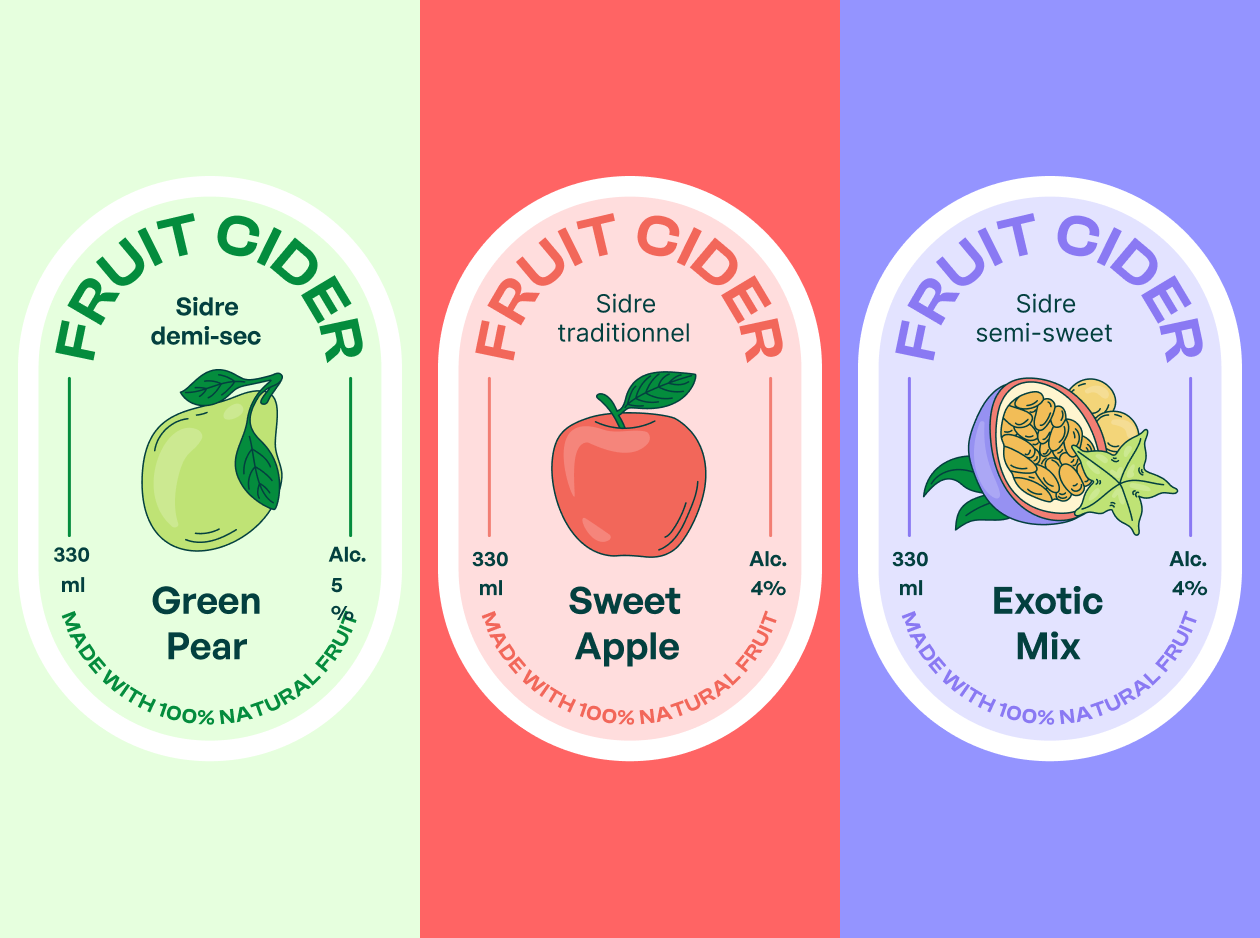 FRUIT CIDER
Sidre
demi-sec
330
ml
Alc.
5
%
Green
Pear
MADE WITH 100% NATURAL FRUIT
FRUIT CIDER
Sidre
traditionnel
330
ml
Alc.
4%
Sweet
Apple
MADE WITH 100% NATURAL FRUIT
FRUIT CIDER
Sidre
semi-sweet
330
ml
Alc.
4%
Exotic
Mix
MADE WITH 100% NATURAL FRUIT